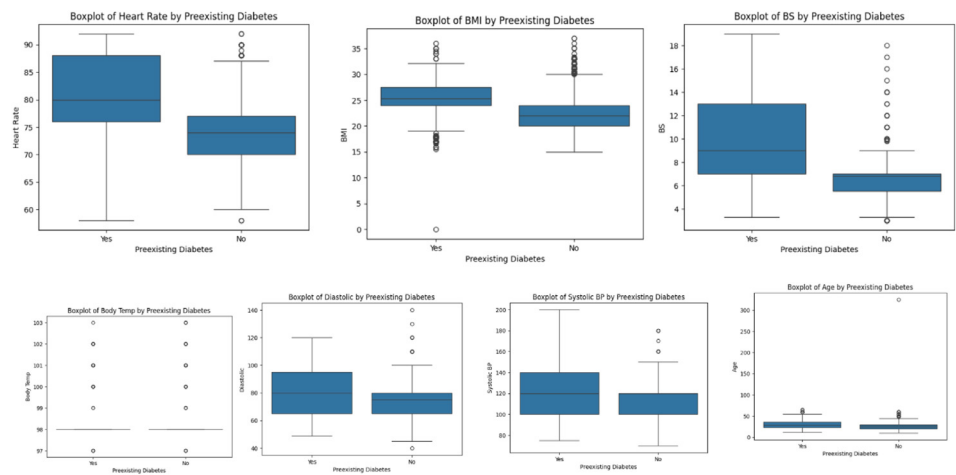 Boxplot of Heart Rate by Preexisting Diabetes
Heart Rate
90
85
80
75
70
65
60
Yes
No
Preexisting Diabetes
Boxplot of BMI by Preexisting Diabetes
BMI
35
30
25
20
15
10
5
0
Yes
No
Preexisting Diabetes
Boxplot of BS by Preexisting Diabetes
BS
18
16
14
12
10
8
6
4
Yes
No
Preexisting Diabetes
Boxplot of Body Temp by Preexisting Diabetes
Body Temp
103
102
101
100
99
98
97
Yes
No
Preexisting Diabetes
Boxplot of Diastolic by Preexisting Diabetes
Diastolic
140
120
100
80
60
40
Yes
No
Preexisting Diabetes
Boxplot of Systolic BP by Preexisting Diabetes
Systolic BP
200
180
160
140
120
100
80
Yes
No
Preexisting Diabetes
Boxplot of Age by Preexisting Diabetes
Age
300
250
200
150
100
50
0
Yes
No
Preexisting Diabetes